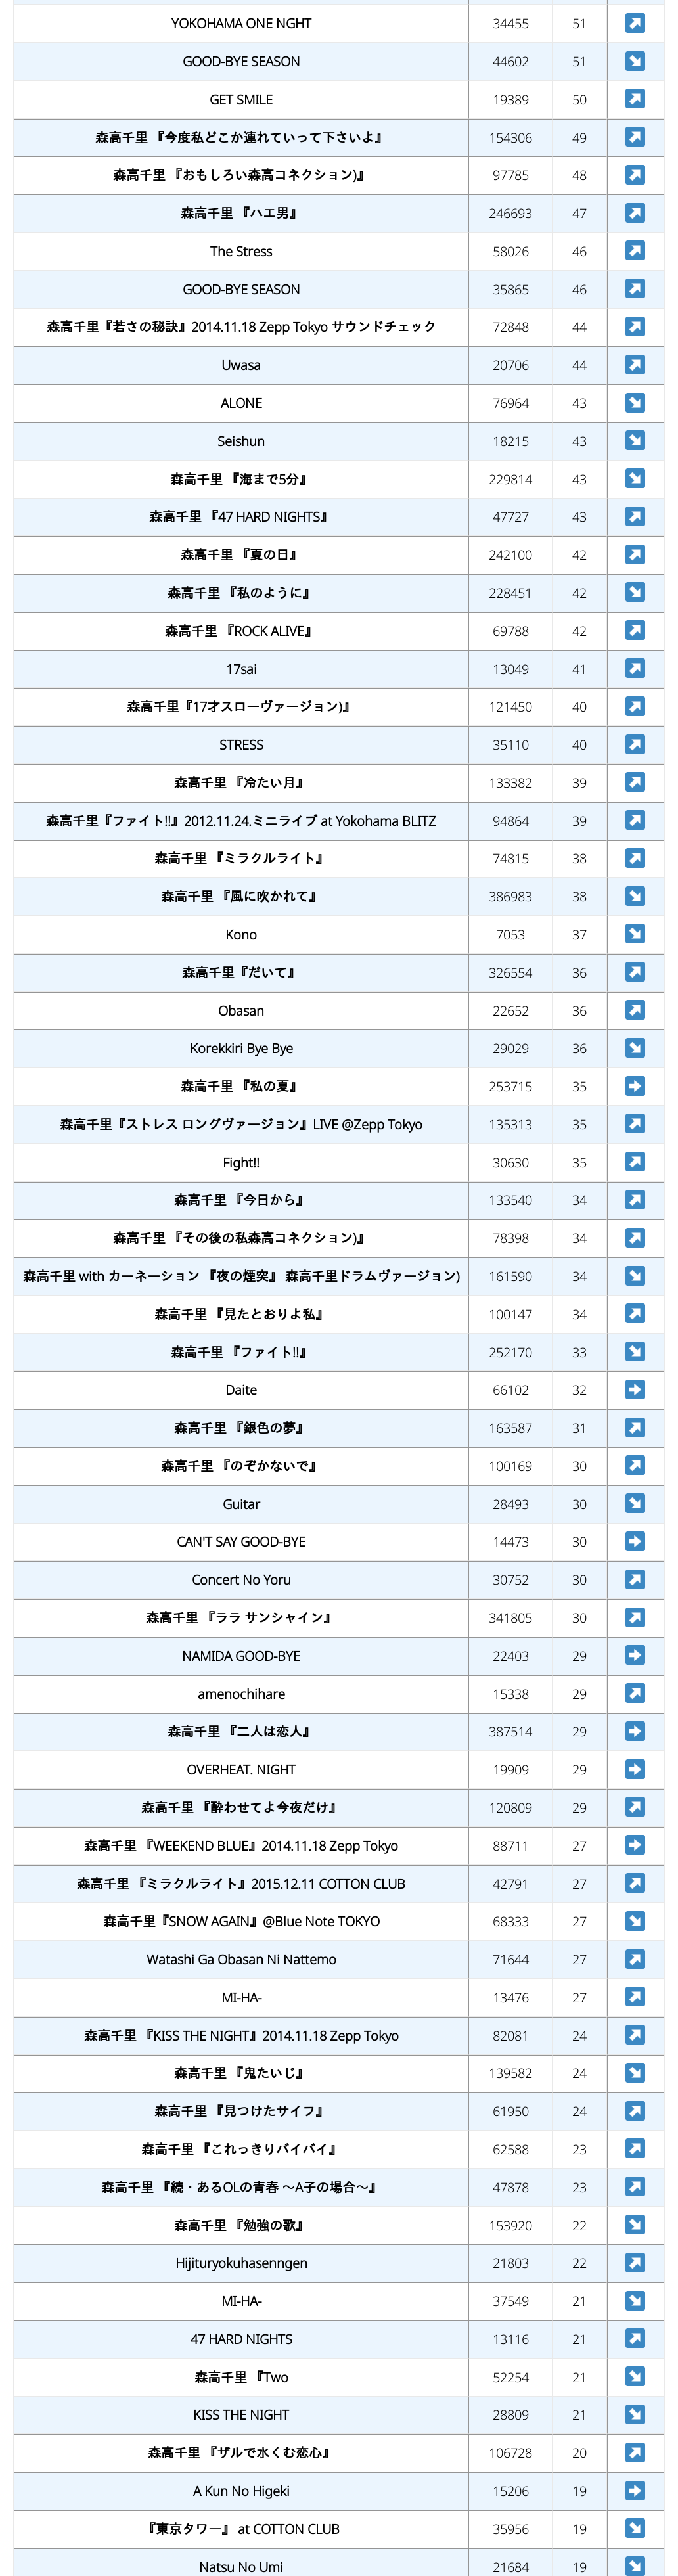 YOKOHAMA ONE NGHT 34455 51 ↗
GOOD-BYE SEASON 44602 51 ↘
GET SMILE 19389 50 ↗
森高千里 『今度私どこか連れていって下さいよ』 154306 49 ↗
森高千里 『おもしろい森高コネクション)』 97785 48 ↗
森高千里 『ハエ男』 246693 47 ↗
The Stress 58026 46 ↗
GOOD-BYE SEASON 35865 46 ↗
森高千里『若さの秘訣』2014.11.18 Zepp Tokyo サウンドチェック 72848 44 ↗
Uwasa 20706 44 ↗
ALONE 76964 43 ↘
Seishun 18215 43 ↘
森高千里 『海まで5分』 229814 43 ↘
森高千里 『47 HARD NIGHTS』 47727 43 ↗
森高千里 『夏の日』 242100 42 ↗
森高千里 『私のように』 228451 42 ↘
森高千里 『ROCK ALIVE』 69788 42 ↗
17sai 13049 41 ↗
森高千里『17才スローヴァージョン)』 121450 40 ↗
STRESS 35110 40 ↗
森高千里 『冷たい月』 133382 39 ↗
森高千里『ファイト!!』2012.11.24.ミニライブ at Yokohama BLITZ 94864 39 ↗
森高千里 『ミラクルライト』 74815 38 ↗
森高千里 『風に吹かれて』 386983 38 ↘
Kono 7053 37 ↘
森高千里『だいて』 326554 36 ↗
Obasan 22652 36 ↗
Korekkiri Bye Bye 29029 36 ↘
森高千里 『私の夏』 253715 35 ➡
森高千里『ストレス ロングヴァージョン』LIVE @Zepp Tokyo 135313 35 ↗
Fight!! 30630 35 ↗
森高千里 『今日から』 133540 34 ↗
森高千里 『その後の私森高コネクション)』 78398 34 ↗
森高千里 with カーネーション 『夜の煙突』 森高千里ドラムヴァージョン) 161590 34 ↘
森高千里 『見たとおりよ私』 100147 34 ↗
森高千里 『ファイト!!』 252170 33 ↘
Daite 66102 32 ➡
森高千里 『銀色の夢』 163587 31 ↗
森高千里 『のぞかないで』 100169 30 ↗
Guitar 28493 30 ↘
CAN'T SAY GOOD-BYE 14473 30 ➡
Concert No Yoru 30752 30 ↗
森高千里 『ララ サンシャイン』 341805 30 ↗
NAMIDA GOOD-BYE 22403 29 ➡
amenochihare 15338 29 ↗
森高千里 『二人は恋人』 387514 29 ➡
OVERHEAT. NIGHT 19909 29 ➡
森高千里 『酔わせてよ今夜だけ』 120809 29 ↗
森高千里 『WEEKEND BLUE』2014.11.18 Zepp Tokyo 88711 27 ➡
森高千里 『ミラクルライト』2015.12.11 COTTON CLUB 42791 27 ↗
森高千里『SNOW AGAIN』@Blue Note TOKYO 68333 27 ↘
Watashi Ga Obasan Ni Nattemo 71644 27 ↗
MI-HA- 13476 27 ↗
森高千里 『KISS THE NIGHT』2014.11.18 Zepp Tokyo 82081 24 ↗
森高千里 『鬼たいじ』 139582 24 ↘
森高千里 『見つけたサイフ』 61950 24 ↗
森高千里 『これっきりバイバイ』 62588 23 ↗
森高千里 『続・あるOLの青春 〜A子の場合〜』 47878 23 ↗
森高千里 『勉強の歌』 153920 22 ↘
Hijituryokuhasenngen 21803 22 ↗
MI-HA- 37549 21 ↘
47 HARD NIGHTS 13116 21 ↗
森高千里 『Two 52254 21 ↘
KISS THE NIGHT 28809 21 ↘
森高千里 『ザルで水くむ恋心』 106728 20 ↗
A Kun No Higeki 15206 19 ➡
『東京タワー』 at COTTON CLUB 35956 19 ↘
Natsu No Umi 21684 19 ↘